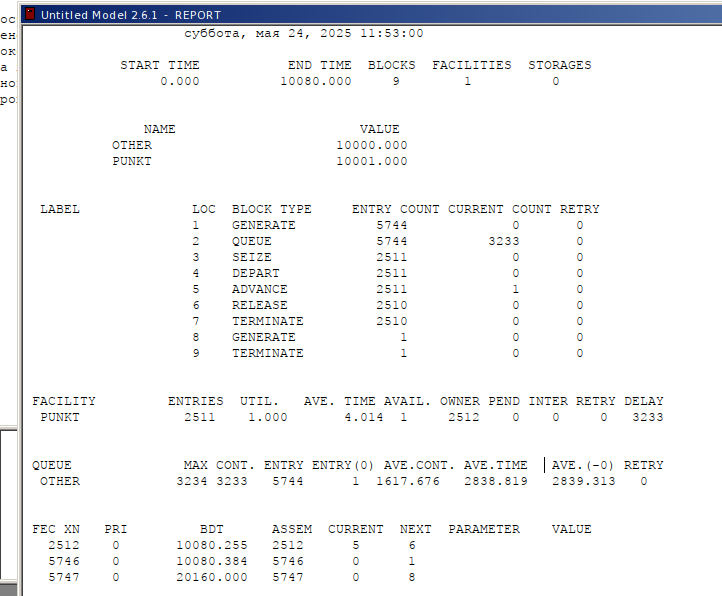 Untitled Model 2.6.1 - REPORT
суббота, мая 24, 2025 11:53:00
START TIME END TIME BLOCKS FACILITIES STORAGES
0.000 10080.000 9 1 0
NAME VALUE
OTHER 10000.000
PUNKT 10001.000
LABEL LOC BLOCK TYPE ENTRY COUNT CURRENT COUNT RETRY
1 GENERATE 5744 0 0
2 QUEUE 5744 3233 0
3 SEIZE 2511 0 0
4 DEPART 2511 0 0
5 ADVANCE 2511 1 0
6 RELEASE 2510 0 0
7 TERMINATE 2510 0 0
8 GENERATE 1 0 0
9 TERMINATE 1 0 0
FACILITY ENTRIES UTIL. AVE. TIME AVAIL. OWNER PEND INTER RETRY DELAY
PUNKT 2511 1.000 4.014 1 2512 0 0 0 3233
QUEUE MAX CONT. ENTRY ENTRY(0) AVE.CONT. AVE.TIME AVE.(-0) RETRY
OTHER 3234 3233 5744 1 1617.676 2838.819 2839.313 0
FEC XN PRI BDT ASSEM CURRENT NEXT PARAMETER VALUE
2512 0 10080.255 2512 5 6
5746 0 10080.384 5746 0 1
5747 0 20160.000 5747 0 8